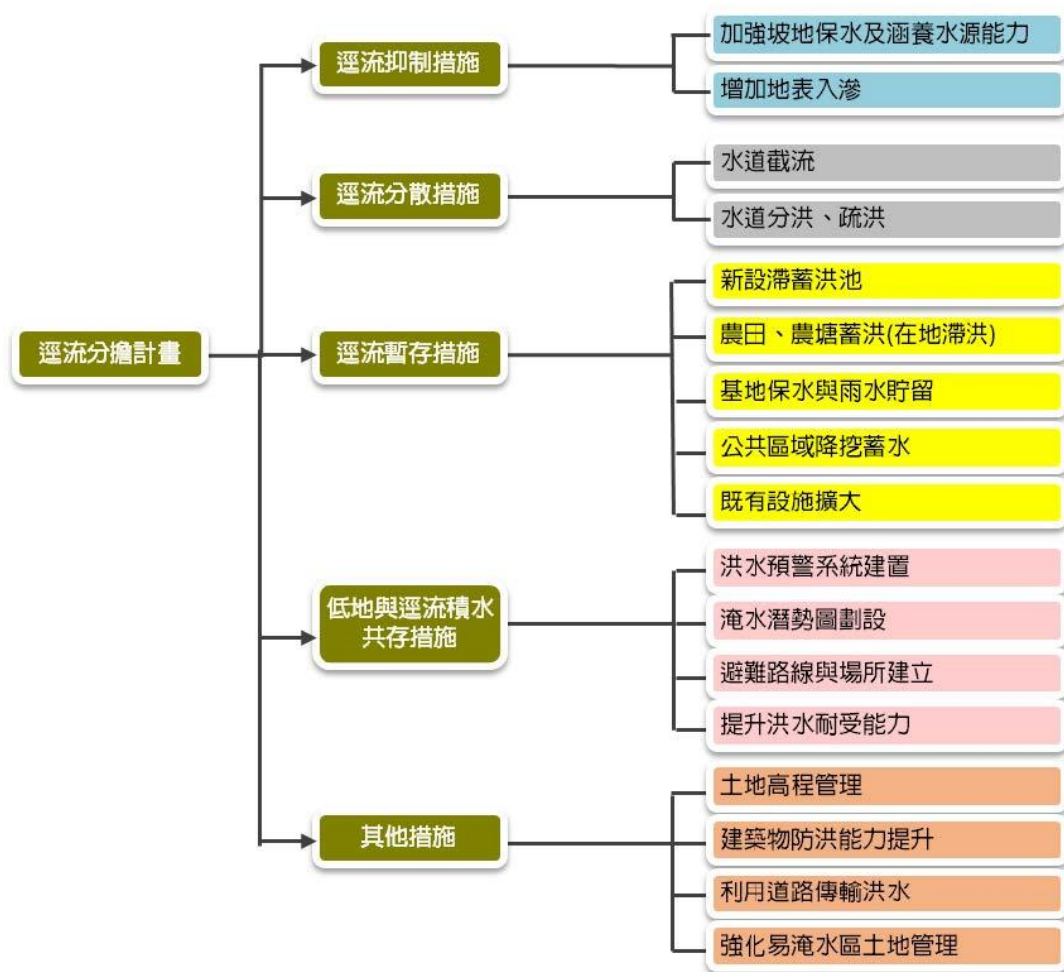 逕流分擔計畫
逕流抑制措施
加強坡地保水及涵養水源能力
增加地表入滲
逕流分散措施
水道截流
水道分洪、疏洪
逕流暫存措施
新設滯蓄洪池
農田、農塘蓄洪(在地滯洪)
基地保水與雨水貯留
公共區域降挖蓄水
既有設施擴大
低地與逕流積水
共存措施
洪水預警系統建置
淹水潛勢圖劃設
避難路線與場所建立
提升洪水耐受能力
其他措施
土地高程管理
建築物防洪能力提升
利用道路傳輸洪水
強化易淹水區土地管理